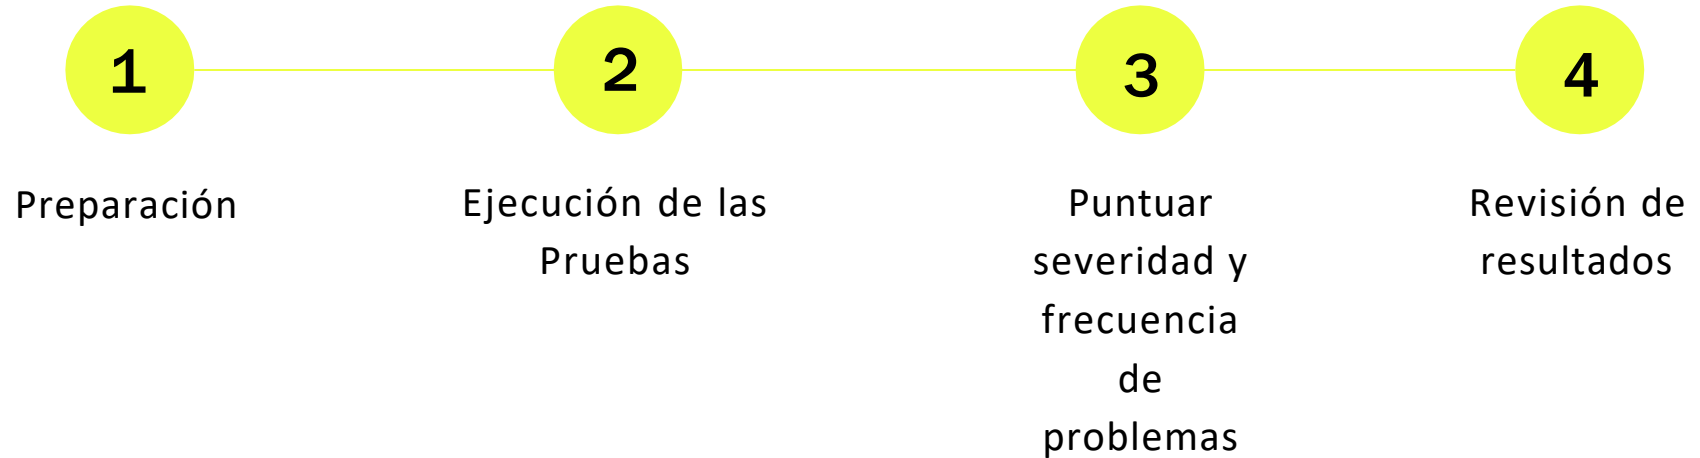 1
2
3
4
Preparación
Ejecución de las
Pruebas
Puntuar
severidad y
frecuencia
de
problemas
Revisión de
resultados